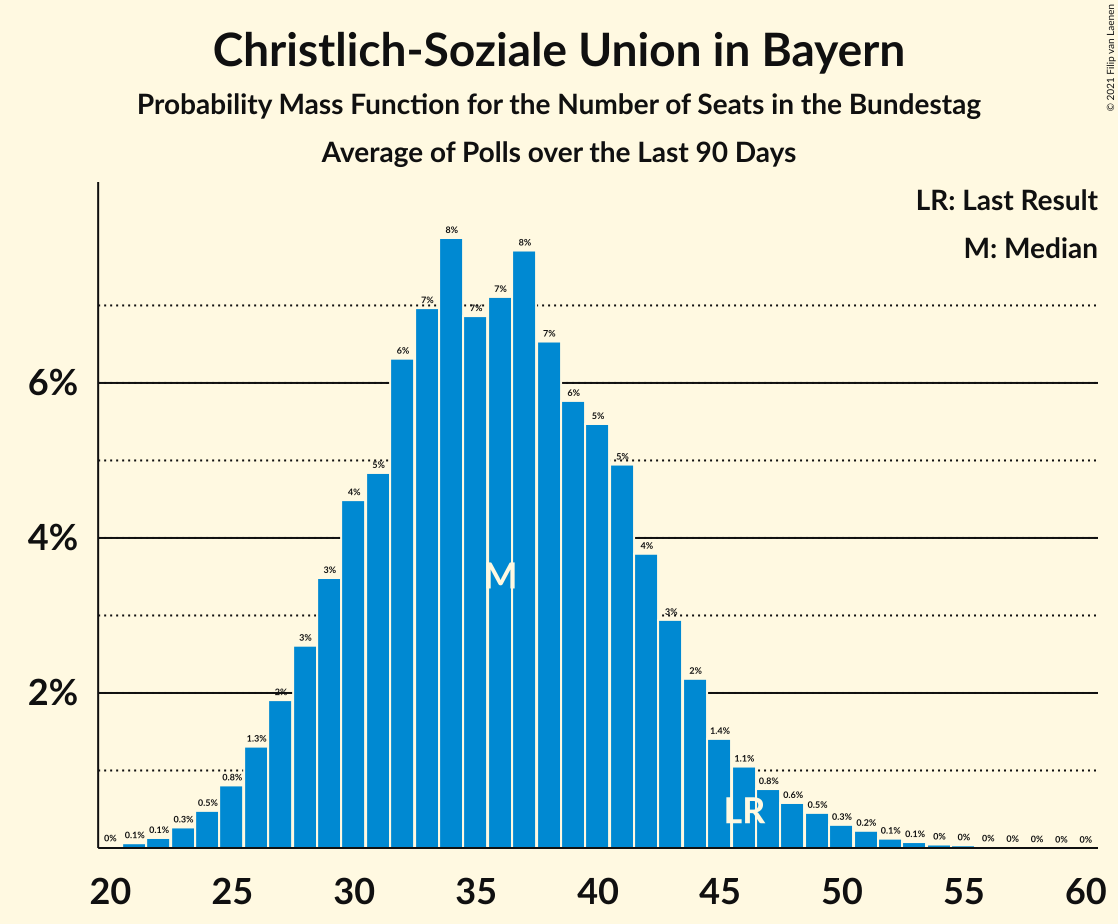 © 2021 Filip van Laenen
Christlich-Soziale Union in Bayern
Probability Mass Function for the Number of Seats in the Bundestag
Average of Polls over the Last 90 Days
LR: Last Result
M: Median
6%
4%
2%
0% 0.1% 0.1% 0.3% 0.5% 0.8% 1.3% 2% 3% 3% 4% 5% 6% 7% 8% 7% 7% 8% 7% 6% 5% 5% 4% 3% 2% 1.4% 1.1% 0.8% 0.6% 0.5% 0.3% 0.2% 0.1% 0.1% 0% 0% 0% 0% 0% 0% 0%
M
LR
20 25 30 35 40 45 50 55 60